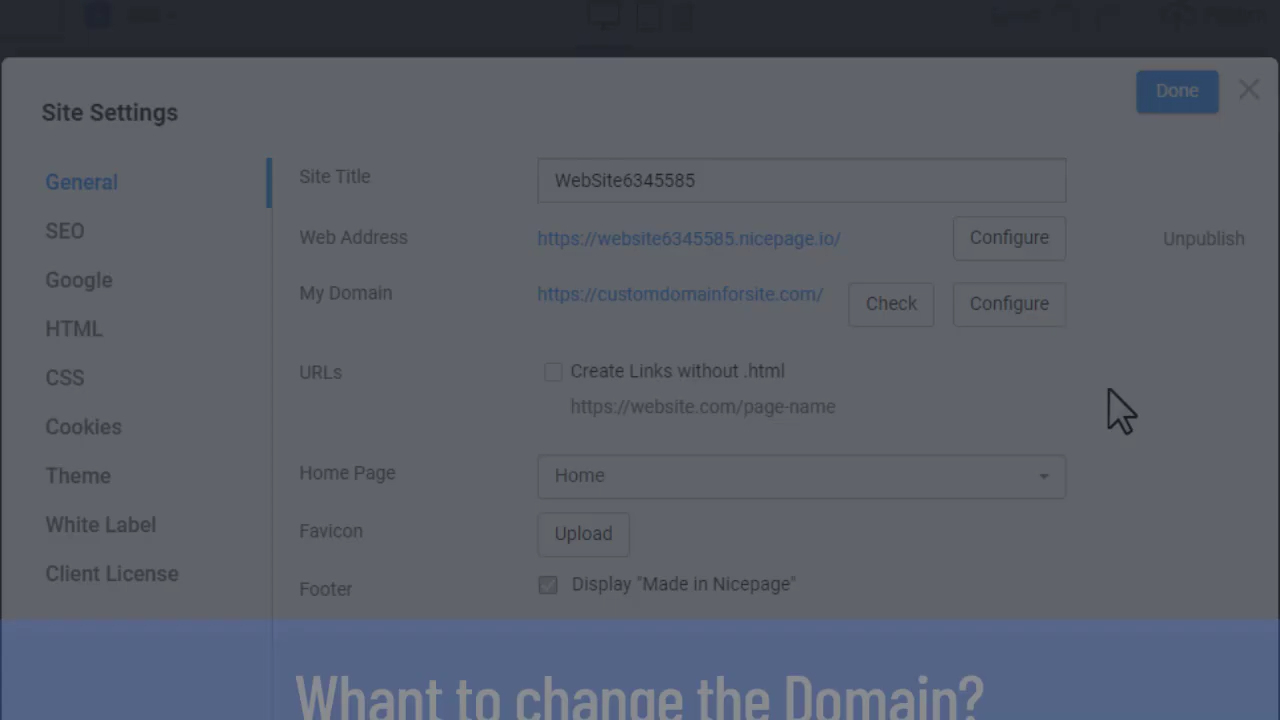 Done
Site Settings
General
SEO
Google
HTML
CSS
Cookies
Theme
White Label
Client License
Site Title
WebSite6345585
Web Address
https://website6345585.nicepage.io/
Configure
Unpublish
My Domain
https://customdomainforsite.com/
Check
Configure
URLs
Create Links without .html
https://website.com/page-name
Home Page
Home
Favicon
Upload
Footer
Display "Made in Nicepage"
Whant to change the Domain?